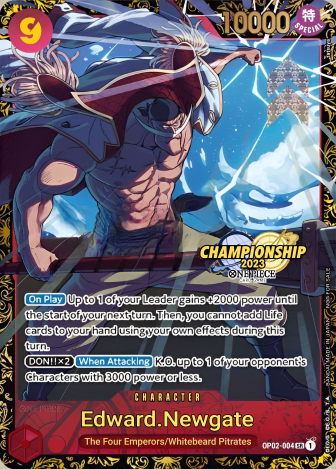 9
10000
特
SPECIAL
CHAMPIONSHIP
2023
ONE PIECE
CARD GAME
On Play Up to 1 of your Leader gains +2000 power until
the start of your next turn. Then, you cannot add Life
cards to your hand using your own effects during this
turn.
DON!!×2 When Attacking K.O. up to 1 of your opponent's
Characters with 3000 power or less.
CHARACTER
Edward.Newgate
The Four Emperors/Whitebeard Pitrates
OP02-004 SR 1